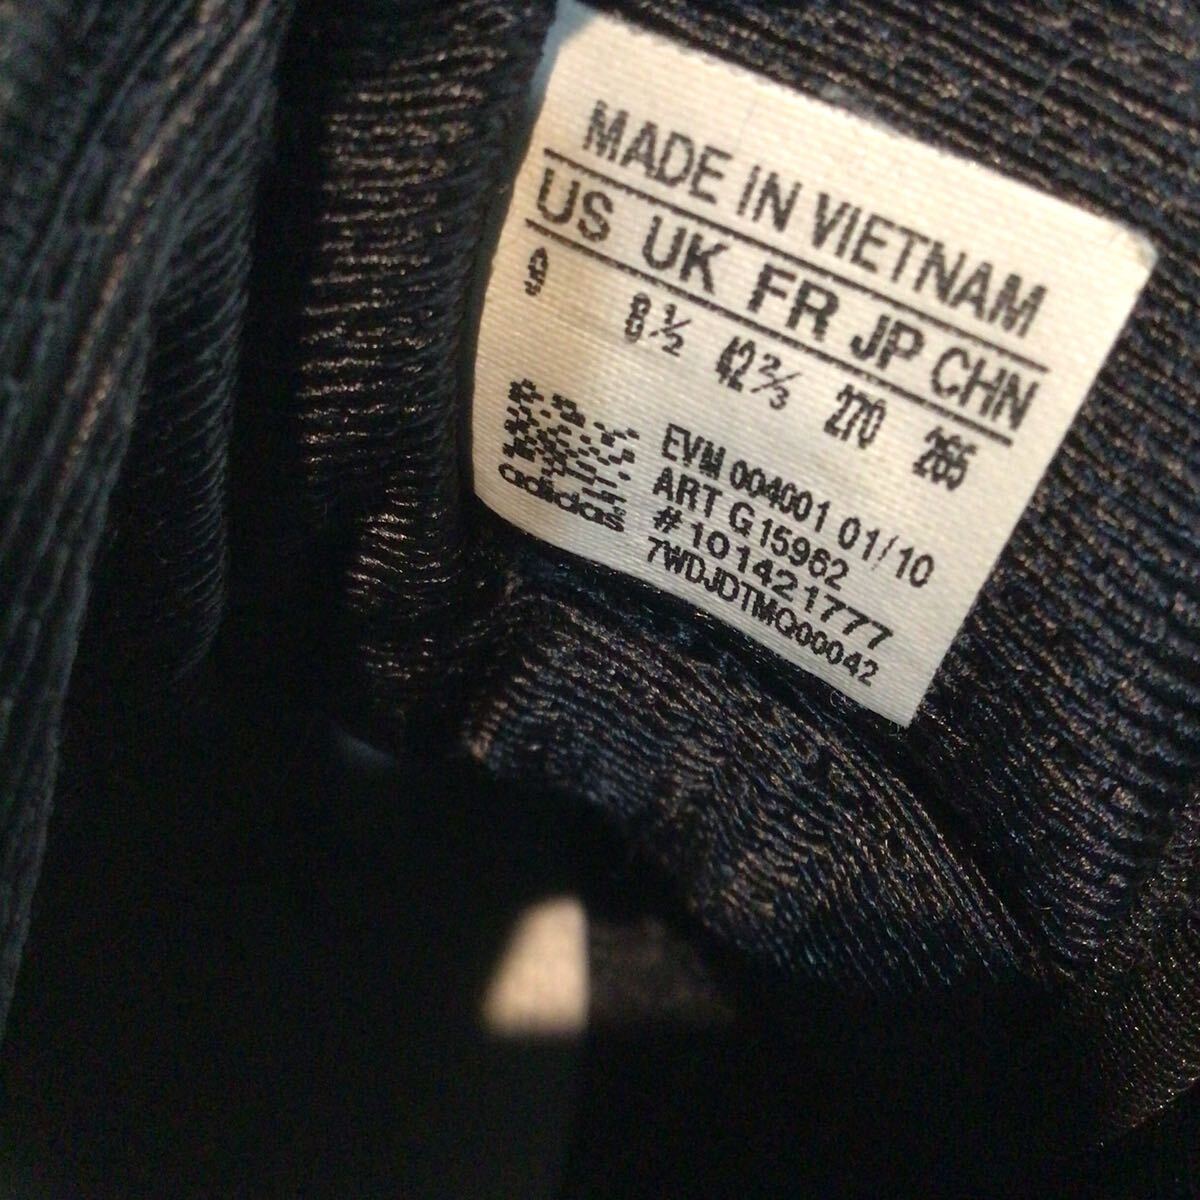 MADE IN VIETNAM
US UK FR JP CHN
9 8½ 42⅔ 270 265
EVM 004001 01/10
ART G15962
#101421777
7WDJDTMQ00042
adidas